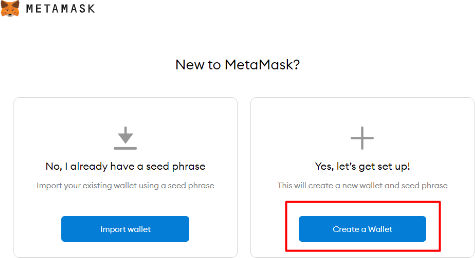 METAMASK
New to MetaMask?
No, I already have a seed phrase
Import your existing wallet using a seed phrase
Import wallet
Yes, let's get set up!
This will create a new wallet and seed phrase
Create a Wallet